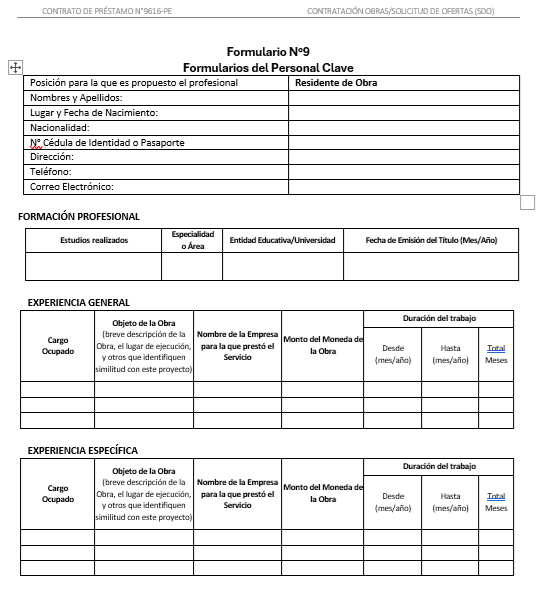 CONTRATO DE PRÉSTAMO N°9616-PE CONTRATACIÓN OBRAS/SOLICITUD DE OFERTAS (SDO)
Formulario Nº9
Formularios del Personal Clave
Posición para la que es propuesto el profesional Residente de Obra
Nombres y Apellidos:
Lugar y Fecha de Nacimiento:
Nacionalidad:
N° Cédula de Identidad o Pasaporte
Dirección:
Teléfono:
Correo Electrónico:
FORMACIÓN PROFESIONAL
Estudios realizados Especialidad o Área Entidad Educativa/Universidad Fecha de Emisión del Título (Mes/Año)
EXPERIENCIA GENERAL
Cargo Ocupado
Objeto de la Obra
(breve descripción de la
Obra, el lugar de ejecución,
y otros que identifiquen
similitud con este proyecto)
Nombre de la Empresa
para la que prestó el
Servicio
Monto del Moneda de
la Obra
Duración del trabajo
Desde
(mes/año)
Hasta
(mes/año)
Total
Meses
EXPERIENCIA ESPECÍFICA
Cargo
Ocupado
Objeto de la Obra
(breve descripción de la
Obra, el lugar de ejecución,
y otros que identifiquen
similitud con este proyecto)
Nombre de la Empresa
para la que prestó el
Servicio
Monto del Moneda de
la Obra
Duración del trabajo
Desde
(mes/año)
Hasta
(mes/año)
Total
Meses